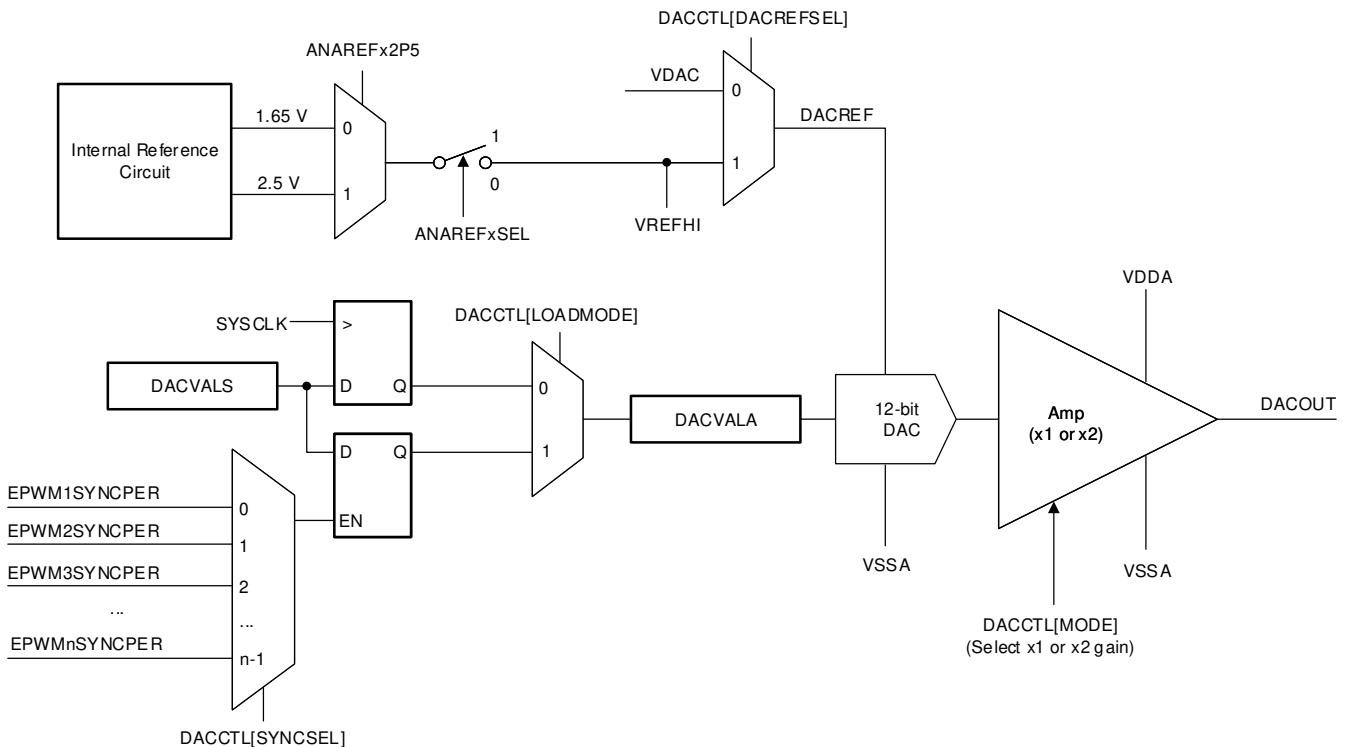 DACCTL[DACREFSEL]
ANAREFx2P5
VDAC
0
DACREF
Internal Reference
Circuit
1.65 V
0
2.5 V
1
1
0
ANAREFxSEL
1
VREFHI
SYSCLK
>
DACVALS
D
Q
DACCTL[LOADMODE]
0
1
D
Q
EN
DACVALA
12-bit
DAC
VSSA
VDDA
Amp
(x1 or x2)
DACOUT
VSSA
DACCTL[MODE]
(Select x1 or x2 gain)
EPWM1SYNCPER
0
EPWM2SYNCPER
1
EPWM3SYNCPER
2
...
...
EPWMnSYNCPER
n-1
DACCTL[SYNCSEL]